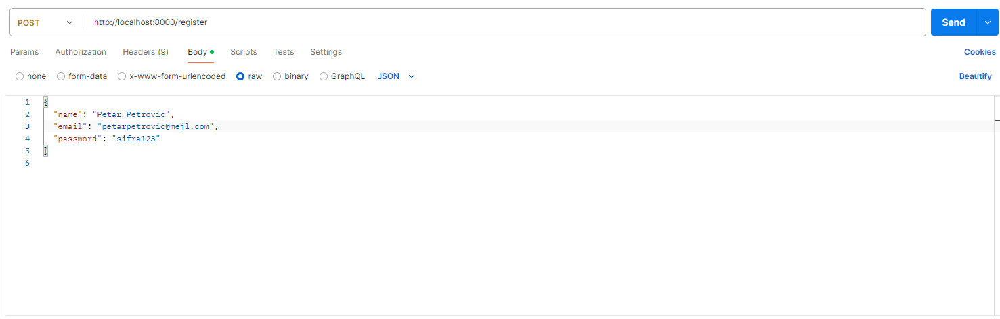 POST http://localhost:8000/register Send
Params Authorization Headers (9) Body Scripts Tests Settings Cookies
none form-data x-www-form-urlencoded raw binary GraphQL JSON Beautify
1 {
2 "name": "Petar Petrovic",
3 "email": "petarpetrovic@mejl.com",
4 "password": "sifra123"
5 }
6